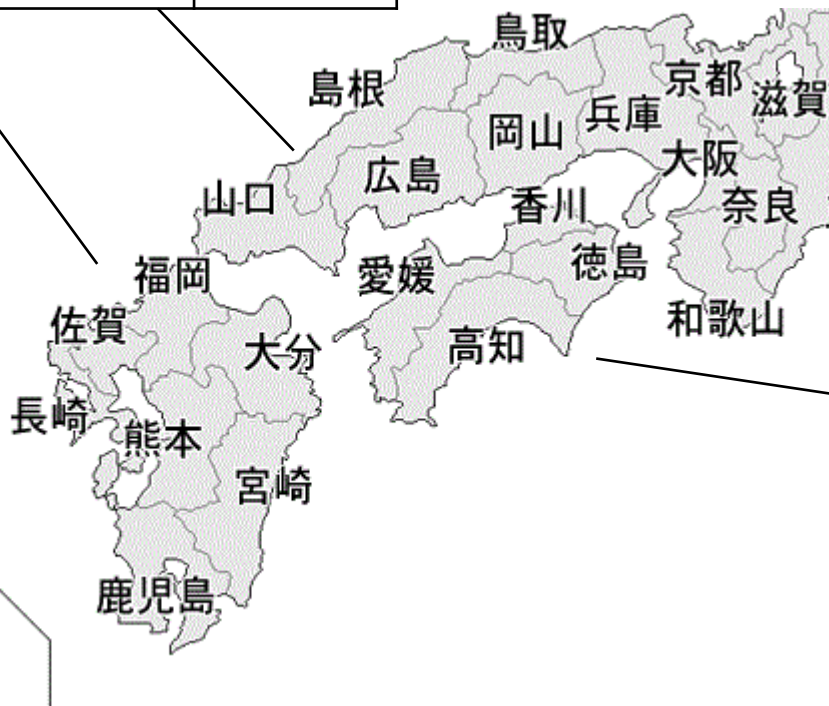 鳥取
京都
島根
滋賀
兵庫
岡山
大阪
広島
山口
香川
奈良
徳島
福岡
愛媛
和歌山
佐賀
高知
大分
長崎
熊本
宮崎
鹿児島